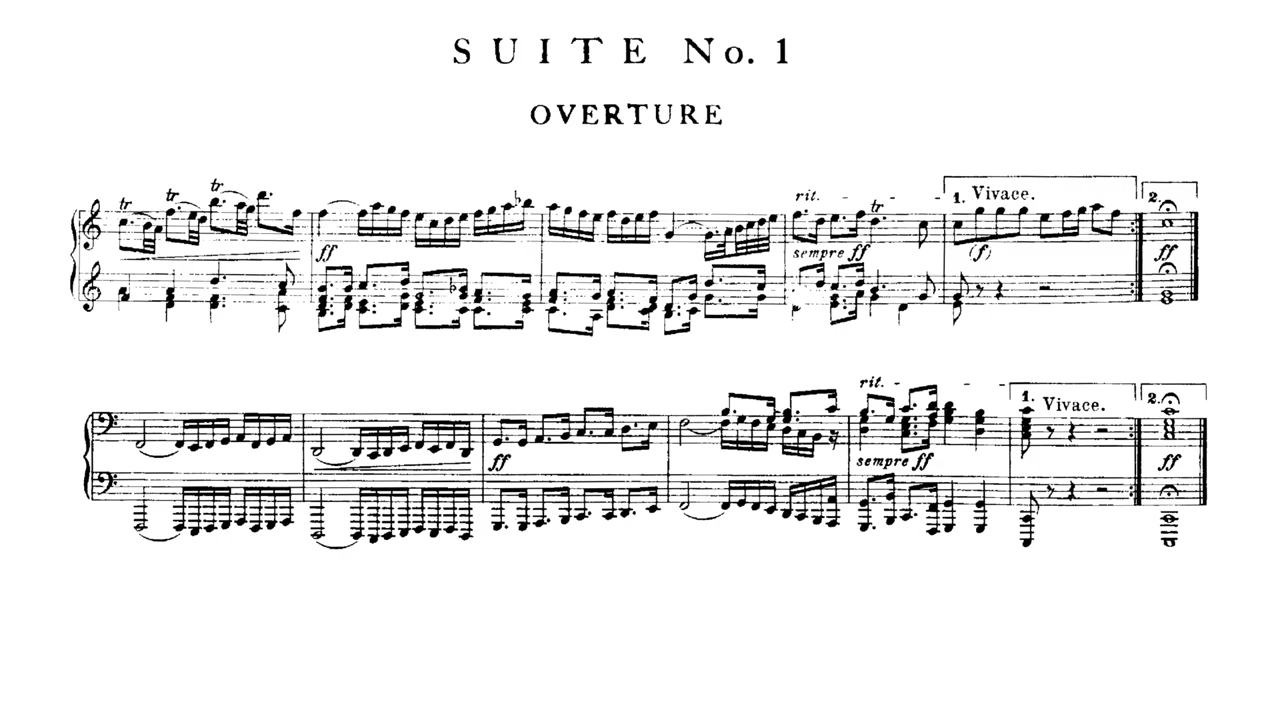 SUITE No. 1
OVERTURE
tr tr tr rit. tr 1. Vivace. 2.
ff sempre ff (f) ff
rit. 1. Vivace. 2.
ff sempre ff ff